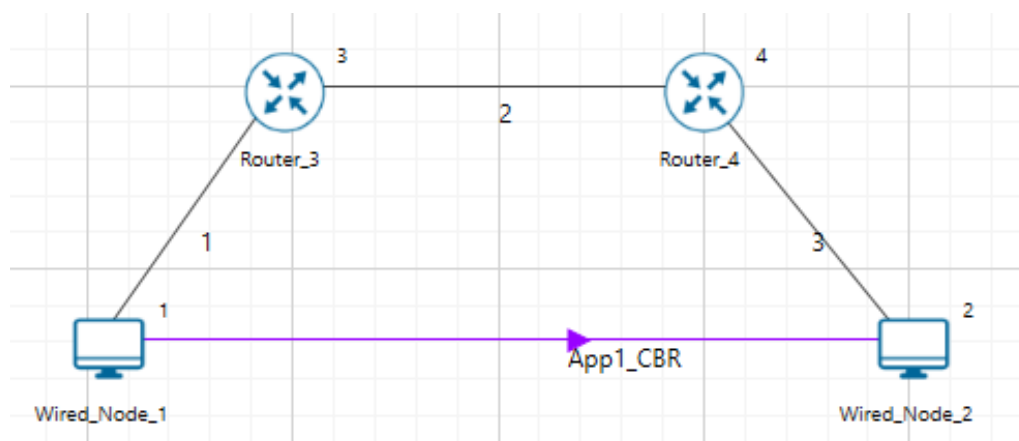 3
4
2
Router_3
Router_4
1
3
1
2
App1_CBR
Wired_Node_1
Wired_Node_2